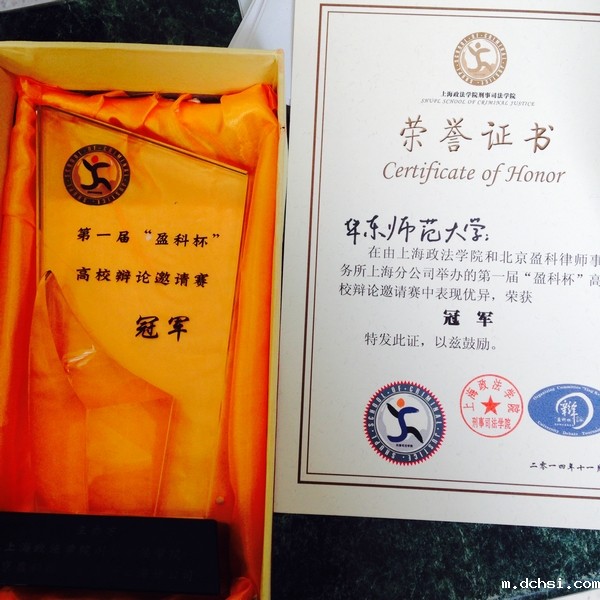 第一届“盈科杯”
高校辩论邀请赛
冠军
上海政法学院刑事司法学院
SHUPL SCHOOL OF CRIMINAL JUSTICE
荣誉证书
Certificate of Honor
华东师范大学:
在由上海政法学院和北京盈科律师事
务所上海分公司举办的第一届“盈科杯”高
校辩论邀请赛中表现优异，荣获
冠军
特发此证，以兹鼓励。
上海政法学院
刑事司法学院
二零一四年十一月
m.dchsi.com